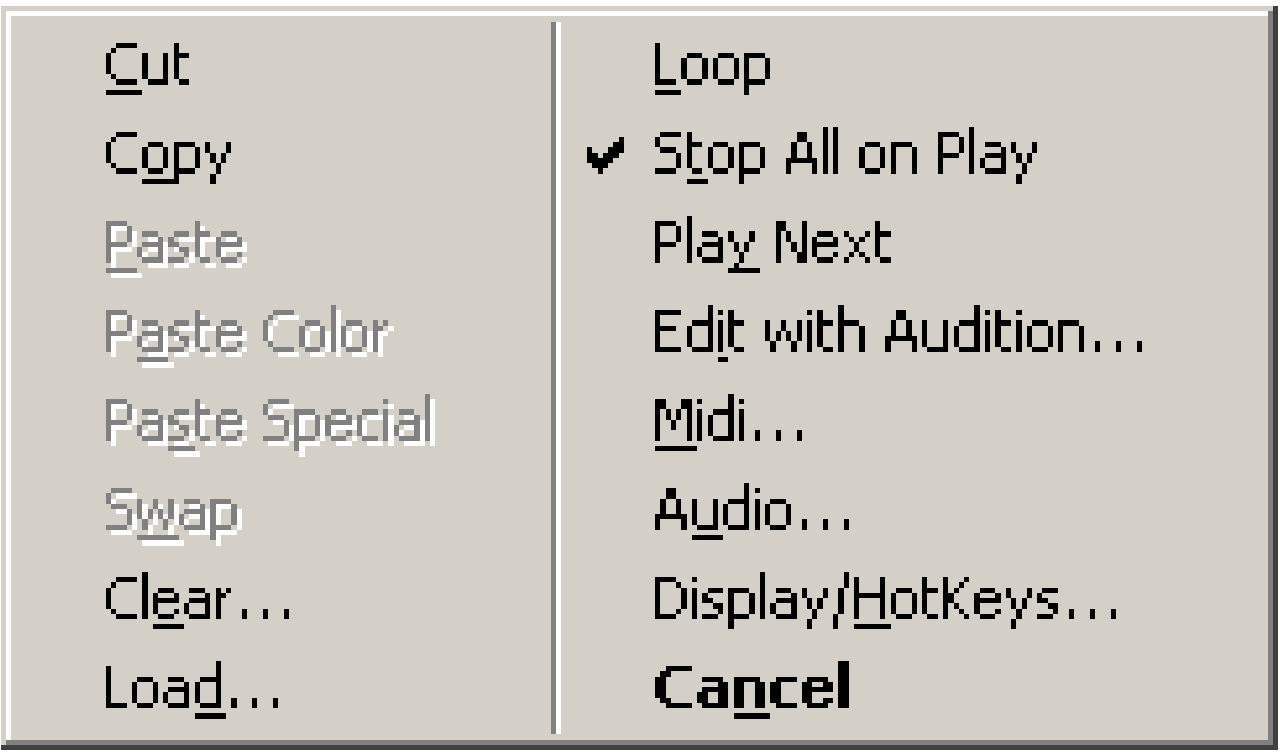 Cut
Copy
Paste
Paste Color
Paste Special
Swap
Clear...
Load...
Loop
Stop All on Play
Play Next
Edit with Audition...
Midi...
Audio...
Display/HotKeys...
Cancel